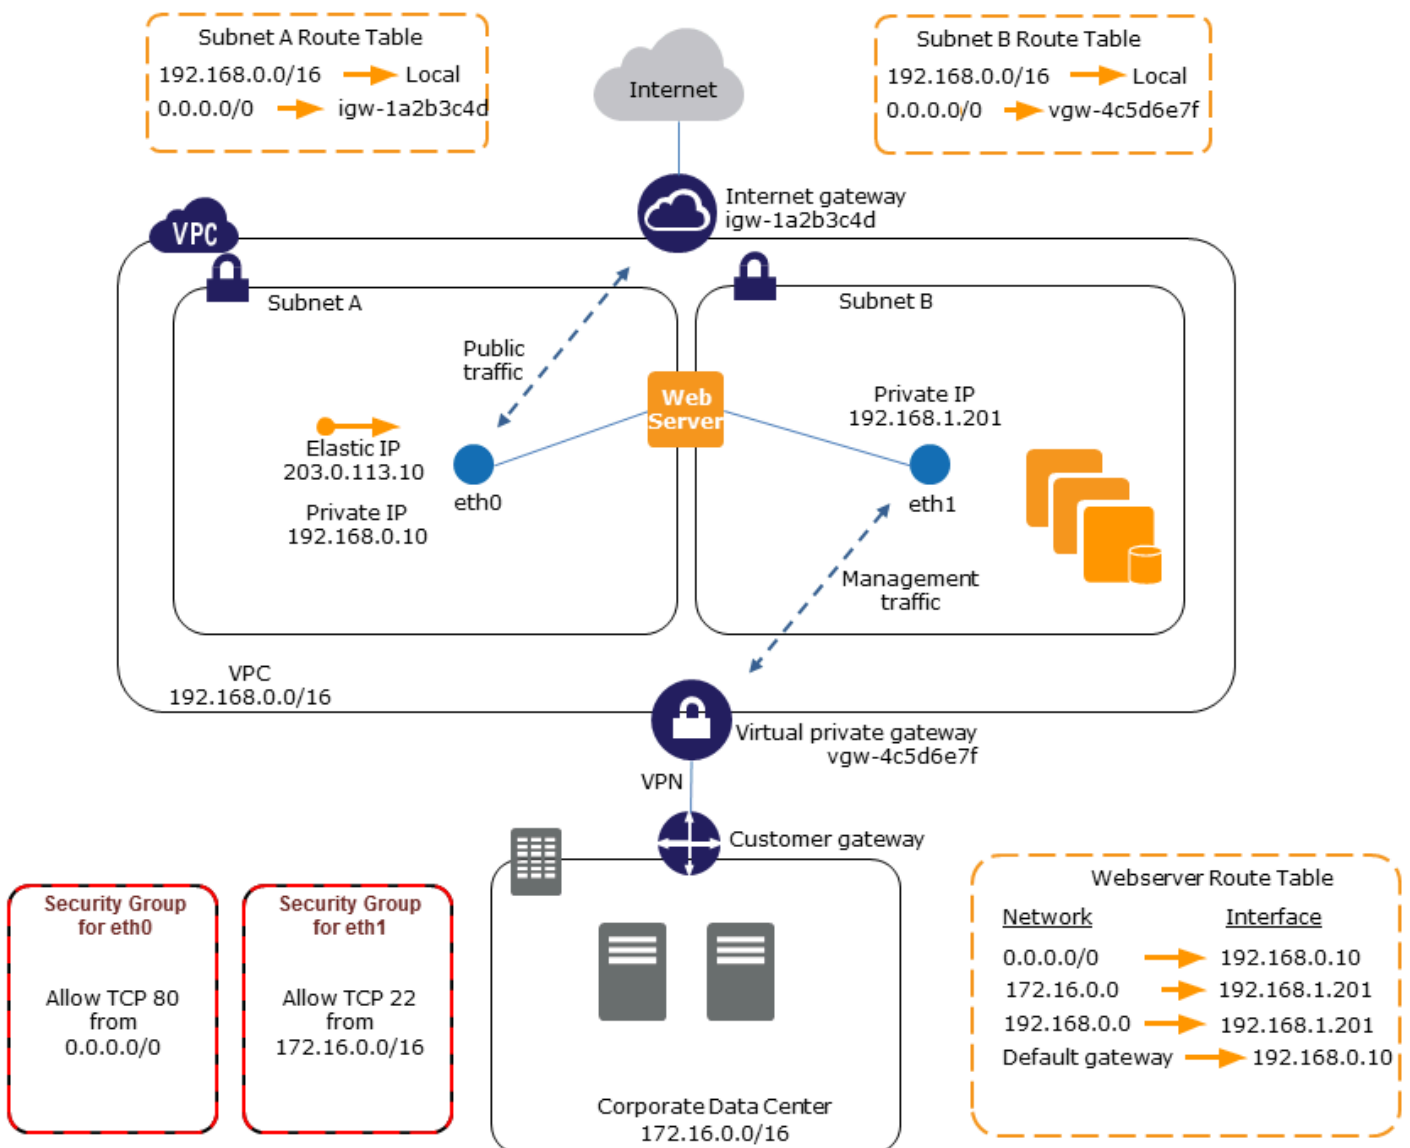 Subnet A Route Table
192.168.0.0/16 Local
0.0.0.0/0 igw-1a2b3c4d
Internet
Subnet B Route Table
192.168.0.0/16 Local
0.0.0.0/0 vgw-4c5d6e7f
Internet gateway
igw-1a2b3c4d
VPC
Subnet A
Subnet B
Public
traffic
Web
Server
Private IP
192.168.1.201
Elastic IP
203.0.113.10
eth0
eth1
Private IP
192.168.0.10
Management
traffic
VPC
192.168.0.0/16
Virtual private gateway
vgw-4c5d6e7f
VPN
Customer gateway
Security Group
for eth0
Allow TCP 80
from
0.0.0.0/0
Security Group
for eth1
Allow TCP 22
from
172.16.0.0/16
Corporate Data Center
172.16.0.0/16
Webserver Route Table
Network Interface
0.0.0.0/0 192.168.0.10
172.16.0.0 192.168.1.201
192.168.0.0 192.168.1.201
Default gateway 192.168.0.10